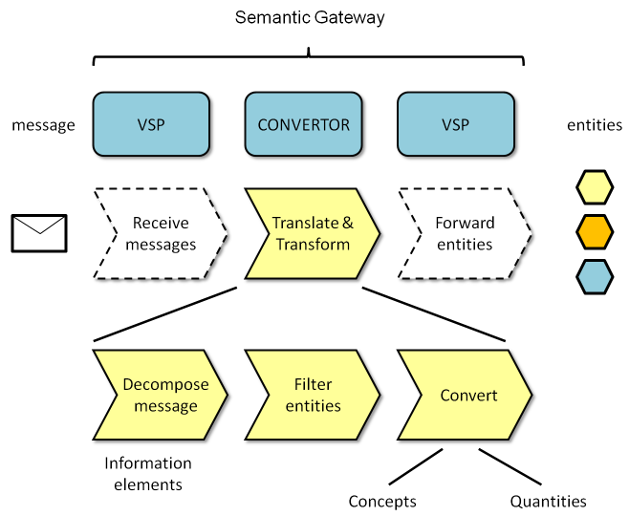 Semantic Gateway
message
VSP
CONVERTOR
VSP
entities
Receive
messages
Translate &
Transform
Forward
entities
Decompose
message
Filter
entities
Convert
Information
elements
Concepts
Quantities